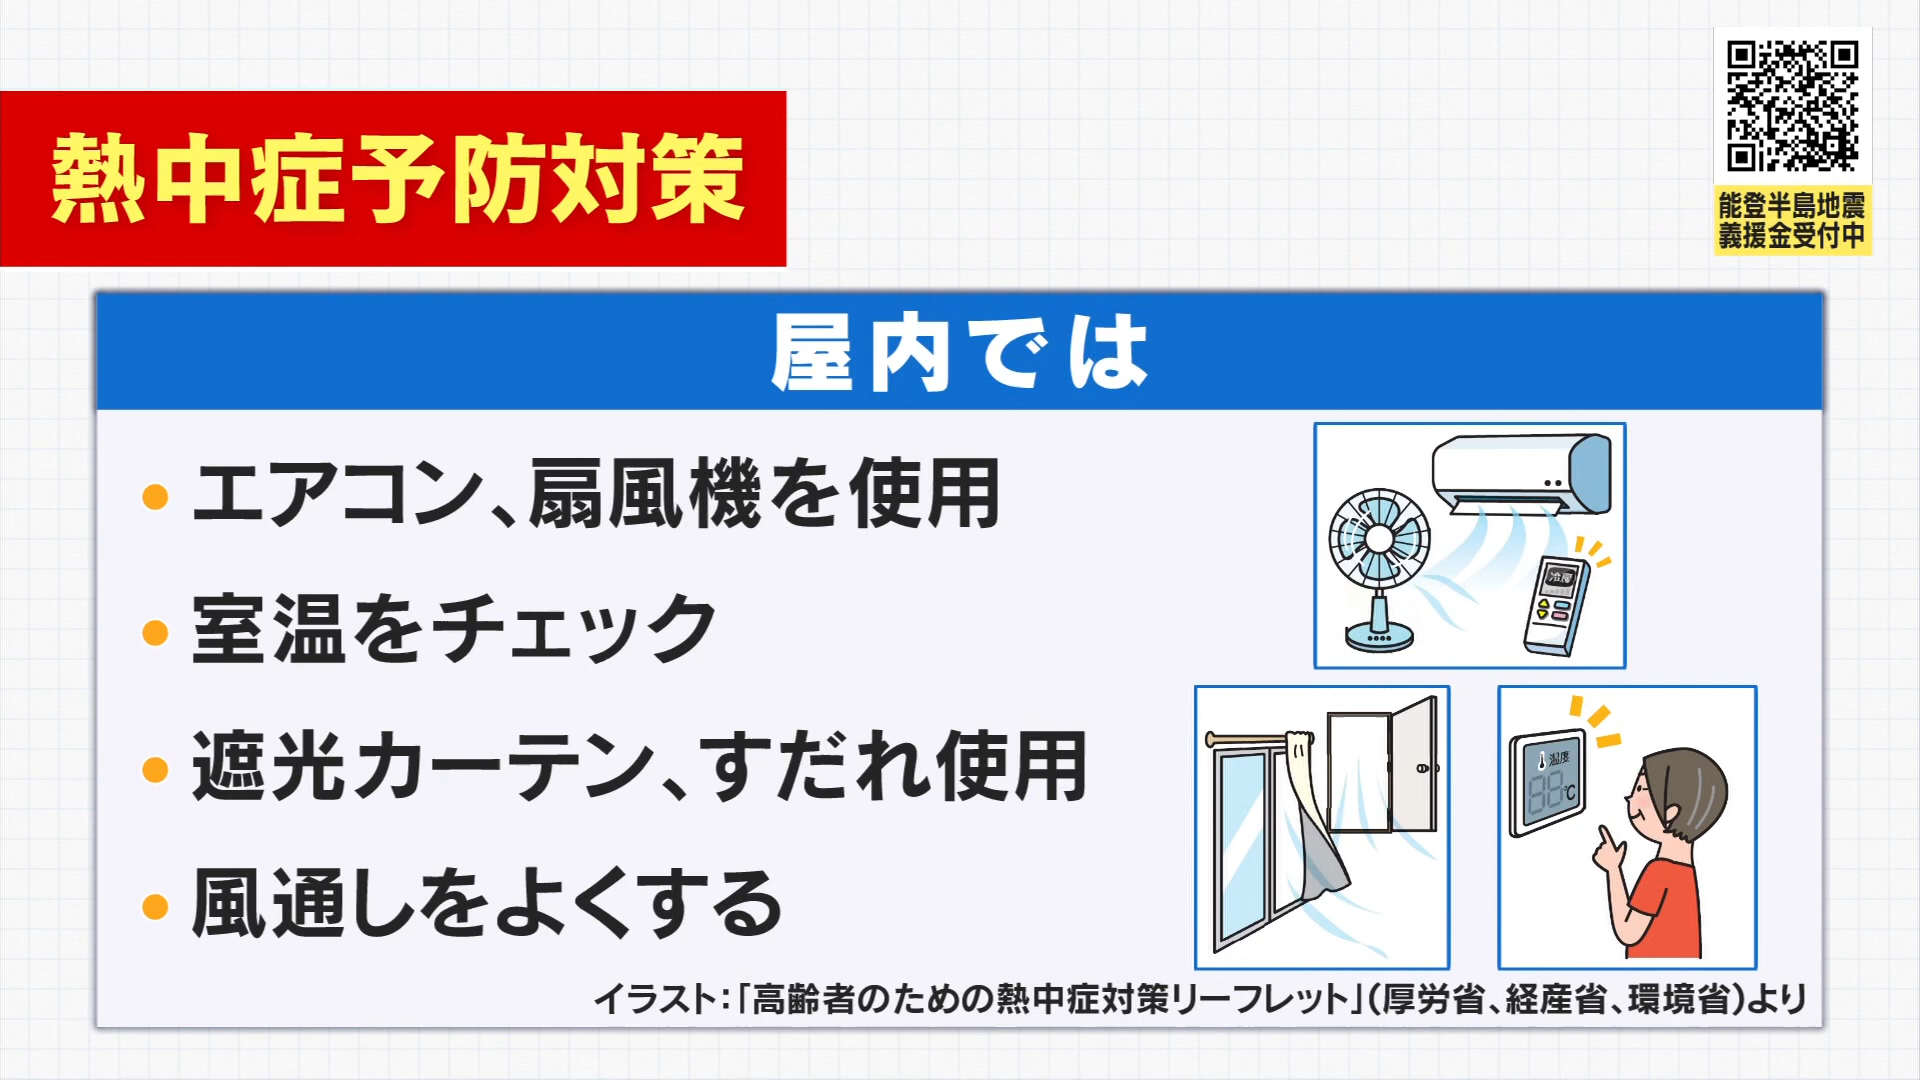 熱中症予防対策
能登半島地震
義援金受付中
屋内では
エアコン、扇風機を使用
室温をチェック
遮光カーテン、すだれ使用
風通しをよくする
冷房
温度
88℃
イラスト：「高齢者のための熱中症対策リーフレット」（厚労省、経産省、環境省）より